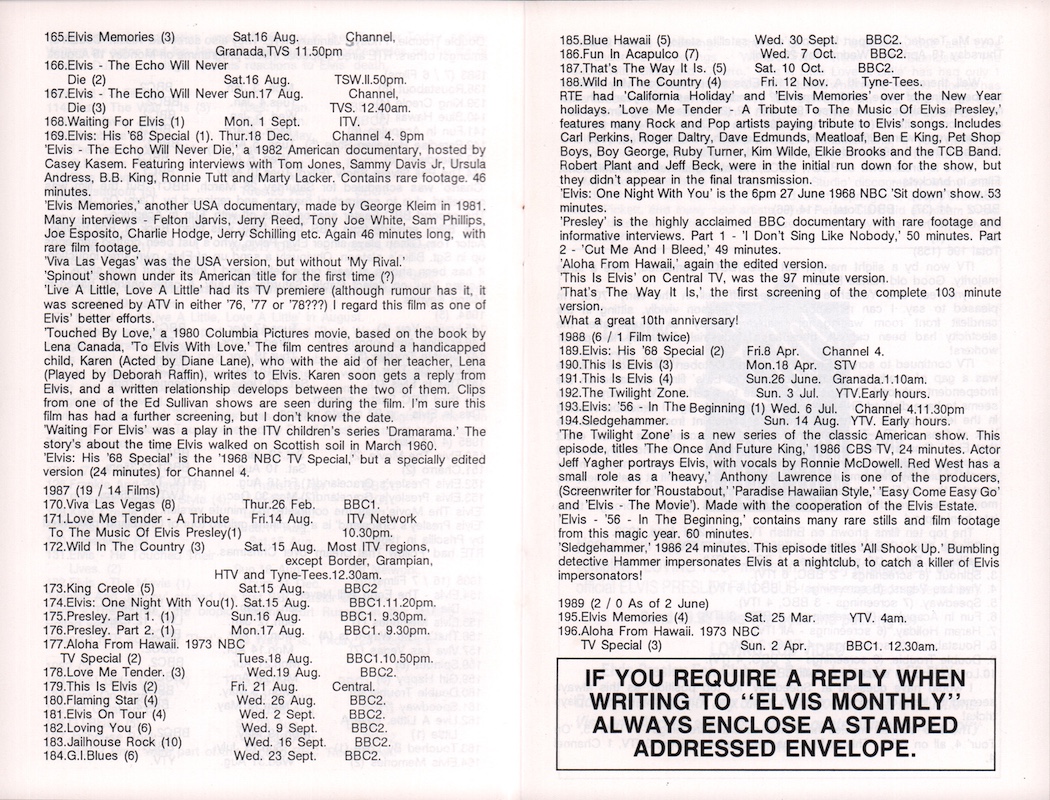 165.Elvis Memories (3) Sat.16 Aug. Channel,
Granada,TVS 11.50pm
166.Elvis - The Echo Will Never
Die (2) Sat.16 Aug. TSW.II.50pm.
167.Elvis - The Echo Will Never Sun.17 Aug. Channel,
Die (3) TVS. 12.40am.
168.Waiting For Elvis (1) Mon. 1 Sept. ITV.
169.Elvis: His '68 Special (1). Thur.18 Dec. Channel 4. 9pm
'Elvis - The Echo Will Never Die,' a 1982 American documentary, hosted by
Casey Kasem. Featuring interviews with Tom Jones, Sammy Davis Jr, Ursula
Andress, B.B. King, Ronnie Tutt and Marty Lacker. Contains rare footage. 46
minutes.
'Elvis Memories,' another USA documentary, made by George Kleim in 1981.
Many interviews - Felton Jarvis, Jerry Reed, Tony Joe White, Sam Phillips,
Joe Esposito, Charlie Hodge, Jerry Schilling etc. Again 46 minutes long, with
rare film footage.
'Viva Las Vegas' was the USA version, but without 'My Rival.'
'Spinout' shown under its American title for the first time (?)
'Live A Little, Love A Little' had its TV premiere (although rumour has it, it
was screened by ATV in either '76, '77 or '78???) I regard this film as one of
Elvis' better efforts.
'Touched By Love,' a 1980 Columbia Pictures movie, based on the book by
Lena Canada, 'To Elvis With Love.' The film centres around a handicapped
child, Karen (Acted by Diane Lane), who with the aid of her teacher, Lena
(Played by Deborah Raffin), writes to Elvis. Karen soon gets a reply from
Elvis, and a written relationship develops between the two of them. Clips
from one of the Ed Sullivan shows are seen during the film. I'm sure this
film has had a further screening, but I don't know the date.
'Waiting For Elvis' was a play in the ITV children's series 'Dramarama.' The
story's about the time Elvis walked on Scottish soil in March 1960.
'Elvis: His '68 Special' is the '1968 NBC TV Special,' but a specially edited
version (24 minutes) for Channel 4.
1987 (19 / 14 Films)
170.Viva Las Vegas (8) Thur.26 Feb. BBC1.
171.Love Me Tender - A Tribute Fri.14 Aug. ITV Network
To The Music Of Elvis Presley(1) 10.30pm.
172.Wild In The Country (3) Sat. 15 Aug. Most ITV regions,
except Border, Grampian,
HTV and Tyne-Tees.12.30am.
173.King Creole (5) Sat.15 Aug. BBC2
174.Elvis: One Night With You(1). Sat.15 Aug. BBC1.11.20pm.
175.Presley. Part 1. (1) Sun.16 Aug. BBC1. 9.30pm.
176.Presley. Part 2. (1) Mon.17 Aug. BBC1. 9.30pm.
177.Aloha From Hawaii. 1973 NBC
TV Special (2) Tues.18 Aug. BBC1.10.50pm.
178.Love Me Tender. (3) Wed.19 Aug. BBC2.
179.This Is Elvis (2) Fri. 21 Aug. Central.
180.Flaming Star (4) Wed. 26 Aug. BBC2.
181.Elvis On Tour (4) Wed. 2 Sept. BBC2.
182.Loving You (6) Wed. 9 Sept. BBC2.
183.Jailhouse Rock (10) Wed. 16 Sept. BBC2.
164.G.I.Blues (6) Wed. 23 Sept. BBC2.
185.Blue Hawaii (5) Wed. 30 Sept. BBC2.
186.Fun In Acapulco (7) Wed. 7 Oct. BBC2.
187.That's The Way It Is. (5) Sat. 10 Oct. BBC2.
188.Wild In The Country (4) Fri. 12 Nov. Tyne-Tees.
RTE had 'California Holiday' and 'Elvis Memories' over the New Year
holidays. 'Love Me Tender - A Tribute To The Music Of Elvis Presley,'
features many Rock and Pop artists paying tribute to Elvis' songs. Includes
Carl Perkins, Roger Daltry, Dave Edmunds, Meatloaf, Ben E King, Pet Shop
Boys, Boy George, Ruby Turner, Kim Wilde, Elkie Brooks and the TCB Band.
Robert Plant and Jeff Beck, were in the initial run down for the show, but
they didn't appear in the final transmission.
'Elvis: One Night With You' is the 6pm 27 June 1968 NBC 'Sit down' show. 53
minutes.
'Presley' is the highly acclaimed BBC documentary with rare footage and
informative interviews. Part 1 - 'I Don't Sing Like Nobody,' 50 minutes. Part
2 - 'Cut Me And I Bleed,' 49 minutes.
'Aloha From Hawaii,' again the edited version.
'This Is Elvis' on Central TV, was the 97 minute version.
'That's The Way It Is,' the first screening of the complete 103 minute
version.
What a great 10th anniversary!
1988 (6 / 1 Film twice)
189.Elvis: His '68 Special (2) Fri.8 Apr. Channel 4.
190.This Is Elvis (3) Mon.18 Apr. STV
191.This Is Elvis (4) Sun.26 June. Granada.1.10am.
192.The Twilight Zone. Sun. 3 Jul. YTV.Early hours.
193.Elvis: '56 - In The Beginning (1) Wed. 6 Jul. Channel 4.11.30pm
194.Sledgehammer. Sun. 14 Aug. YTV. Early hours.
'The Twilight Zone' is a new series of the classic American show. This
episode, titles 'The Once And Future King,' 1986 CBS TV, 24 minutes. Actor
Jeff Yagher portrays Elvis, with vocals by Ronnie McDowell. Red West has a
small role as a 'heavy,' Anthony Lawrence is one of the producers,
(Screenwriter for 'Roustabout,' 'Paradise Hawaiian Style,' 'Easy Come Easy Go'
and 'Elvis - The Movie'). Made with the cooperation of the Elvis Estate.
'Elvis - '56 - In The Beginning,' contains many rare stills and film footage
from this magic year. 60 minutes.
'Sledgehammer,' 1986 24 minutes. This episode titles 'All Shook Up.' Bumbling
detective Hammer impersonates Elvis at a nightclub, to catch a killer of Elvis
impersonators!
1989 (2 / 0 As of 2 June)
195.Elvis Memories (4) Sat. 25 Mar. YTV. 4am.
196.Aloha From Hawaii. 1973 NBC
TV Special (3) Sun. 2 Apr. BBC1. 12.30am.
IF YOU REQUIRE A REPLY WHEN
WRITING TO "ELVIS MONTHLY"
ALWAYS ENCLOSE A STAMPED
ADDRESSED ENVELOPE.